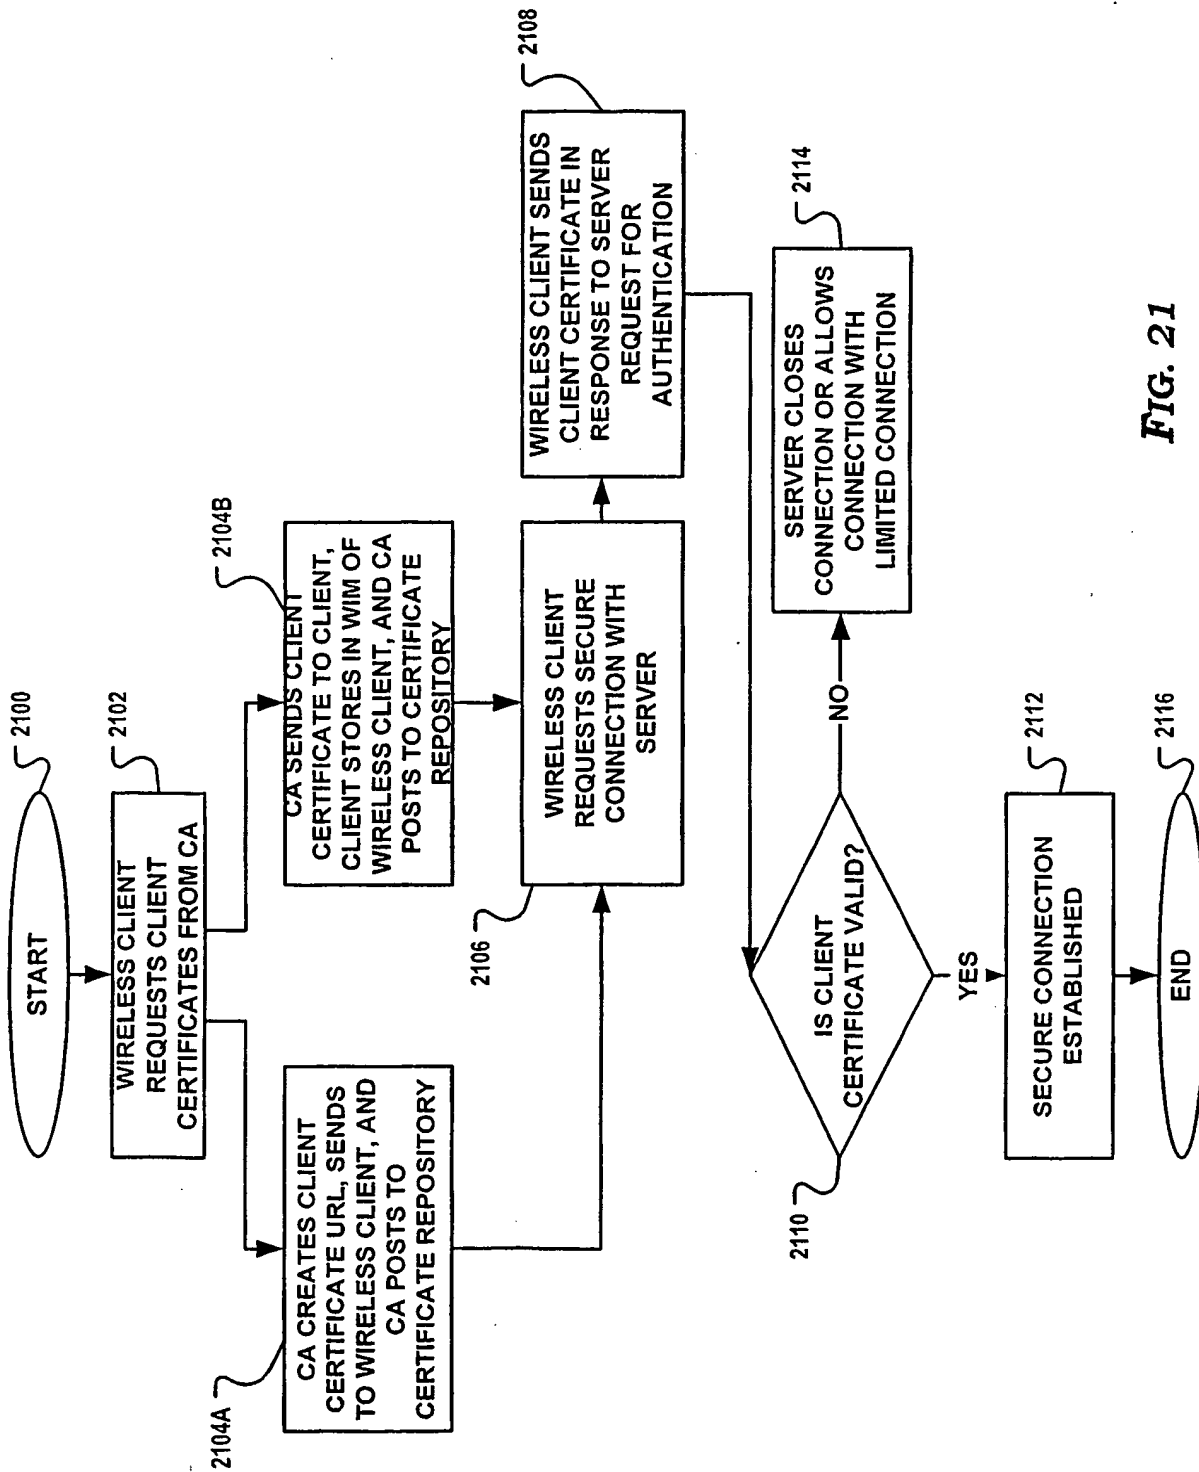 START
2100
WIRELESS CLIENT
REQUESTS CLIENT
CERTIFICATES FROM CA
2102
CA CREATES CLIENT
CERTIFICATE URL, SENDS
TO WIRELESS CLIENT, AND
CA POSTS TO
CERTIFICATE REPOSITORY
2104A
CA SENDS CLIENT
CERTIFICATE TO CLIENT,
CLIENT STORES IN WIM OF
WIRELESS CLIENT, AND CA
POSTS TO CERTIFICATE
REPOSITORY
2104B
WIRELESS CLIENT
REQUESTS SECURE
CONNECTION WITH
SERVER
2106
WIRELESS CLIENT SENDS
CLIENT CERTIFICATE IN
RESPONSE TO SERVER
REQUEST FOR
AUTHENTICATION
2108
IS CLIENT
CERTIFICATE VALID?
2110
NO
SERVER CLOSES
CONNECTION OR ALLOWS
CONNECTION WITH
LIMITED CONNECTION
2114
YES
SECURE CONNECTION
ESTABLISHED
2112
END
2116
FIG. 21